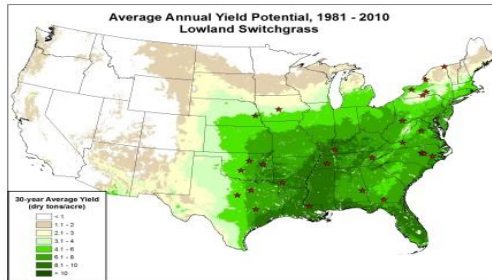 Average Annual Yield Potential, 1981 - 2010
Lowland Switchgrass
30-year Average Yield
(dry tons/acre)
< 1
1.1 - 2
2.1 - 3
3.1 - 4
4.1 - 6
6.1 - 8
8.1 - 10
> 10